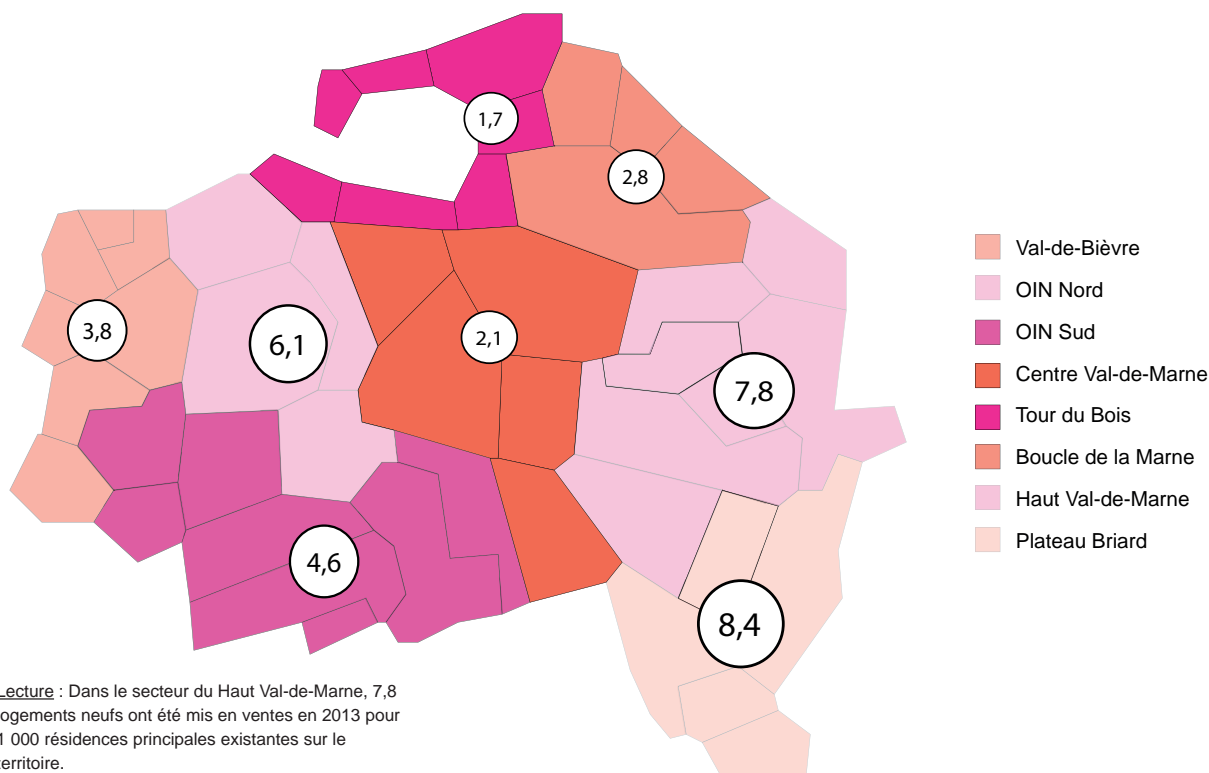 1,7
2,8
3,8
6,1
2,1
7,8
4,6
8,4
Val-de-Bièvre
OIN Nord
OIN Sud
Centre Val-de-Marne
Tour du Bois
Boucle de la Marne
Haut Val-de-Marne
Plateau Briard
Lecture : Dans le secteur du Haut Val-de-Marne, 7,8
ogements neufs ont été mis en ventes en 2013 pour
1 000 résidences principales existantes sur le
erritoire.